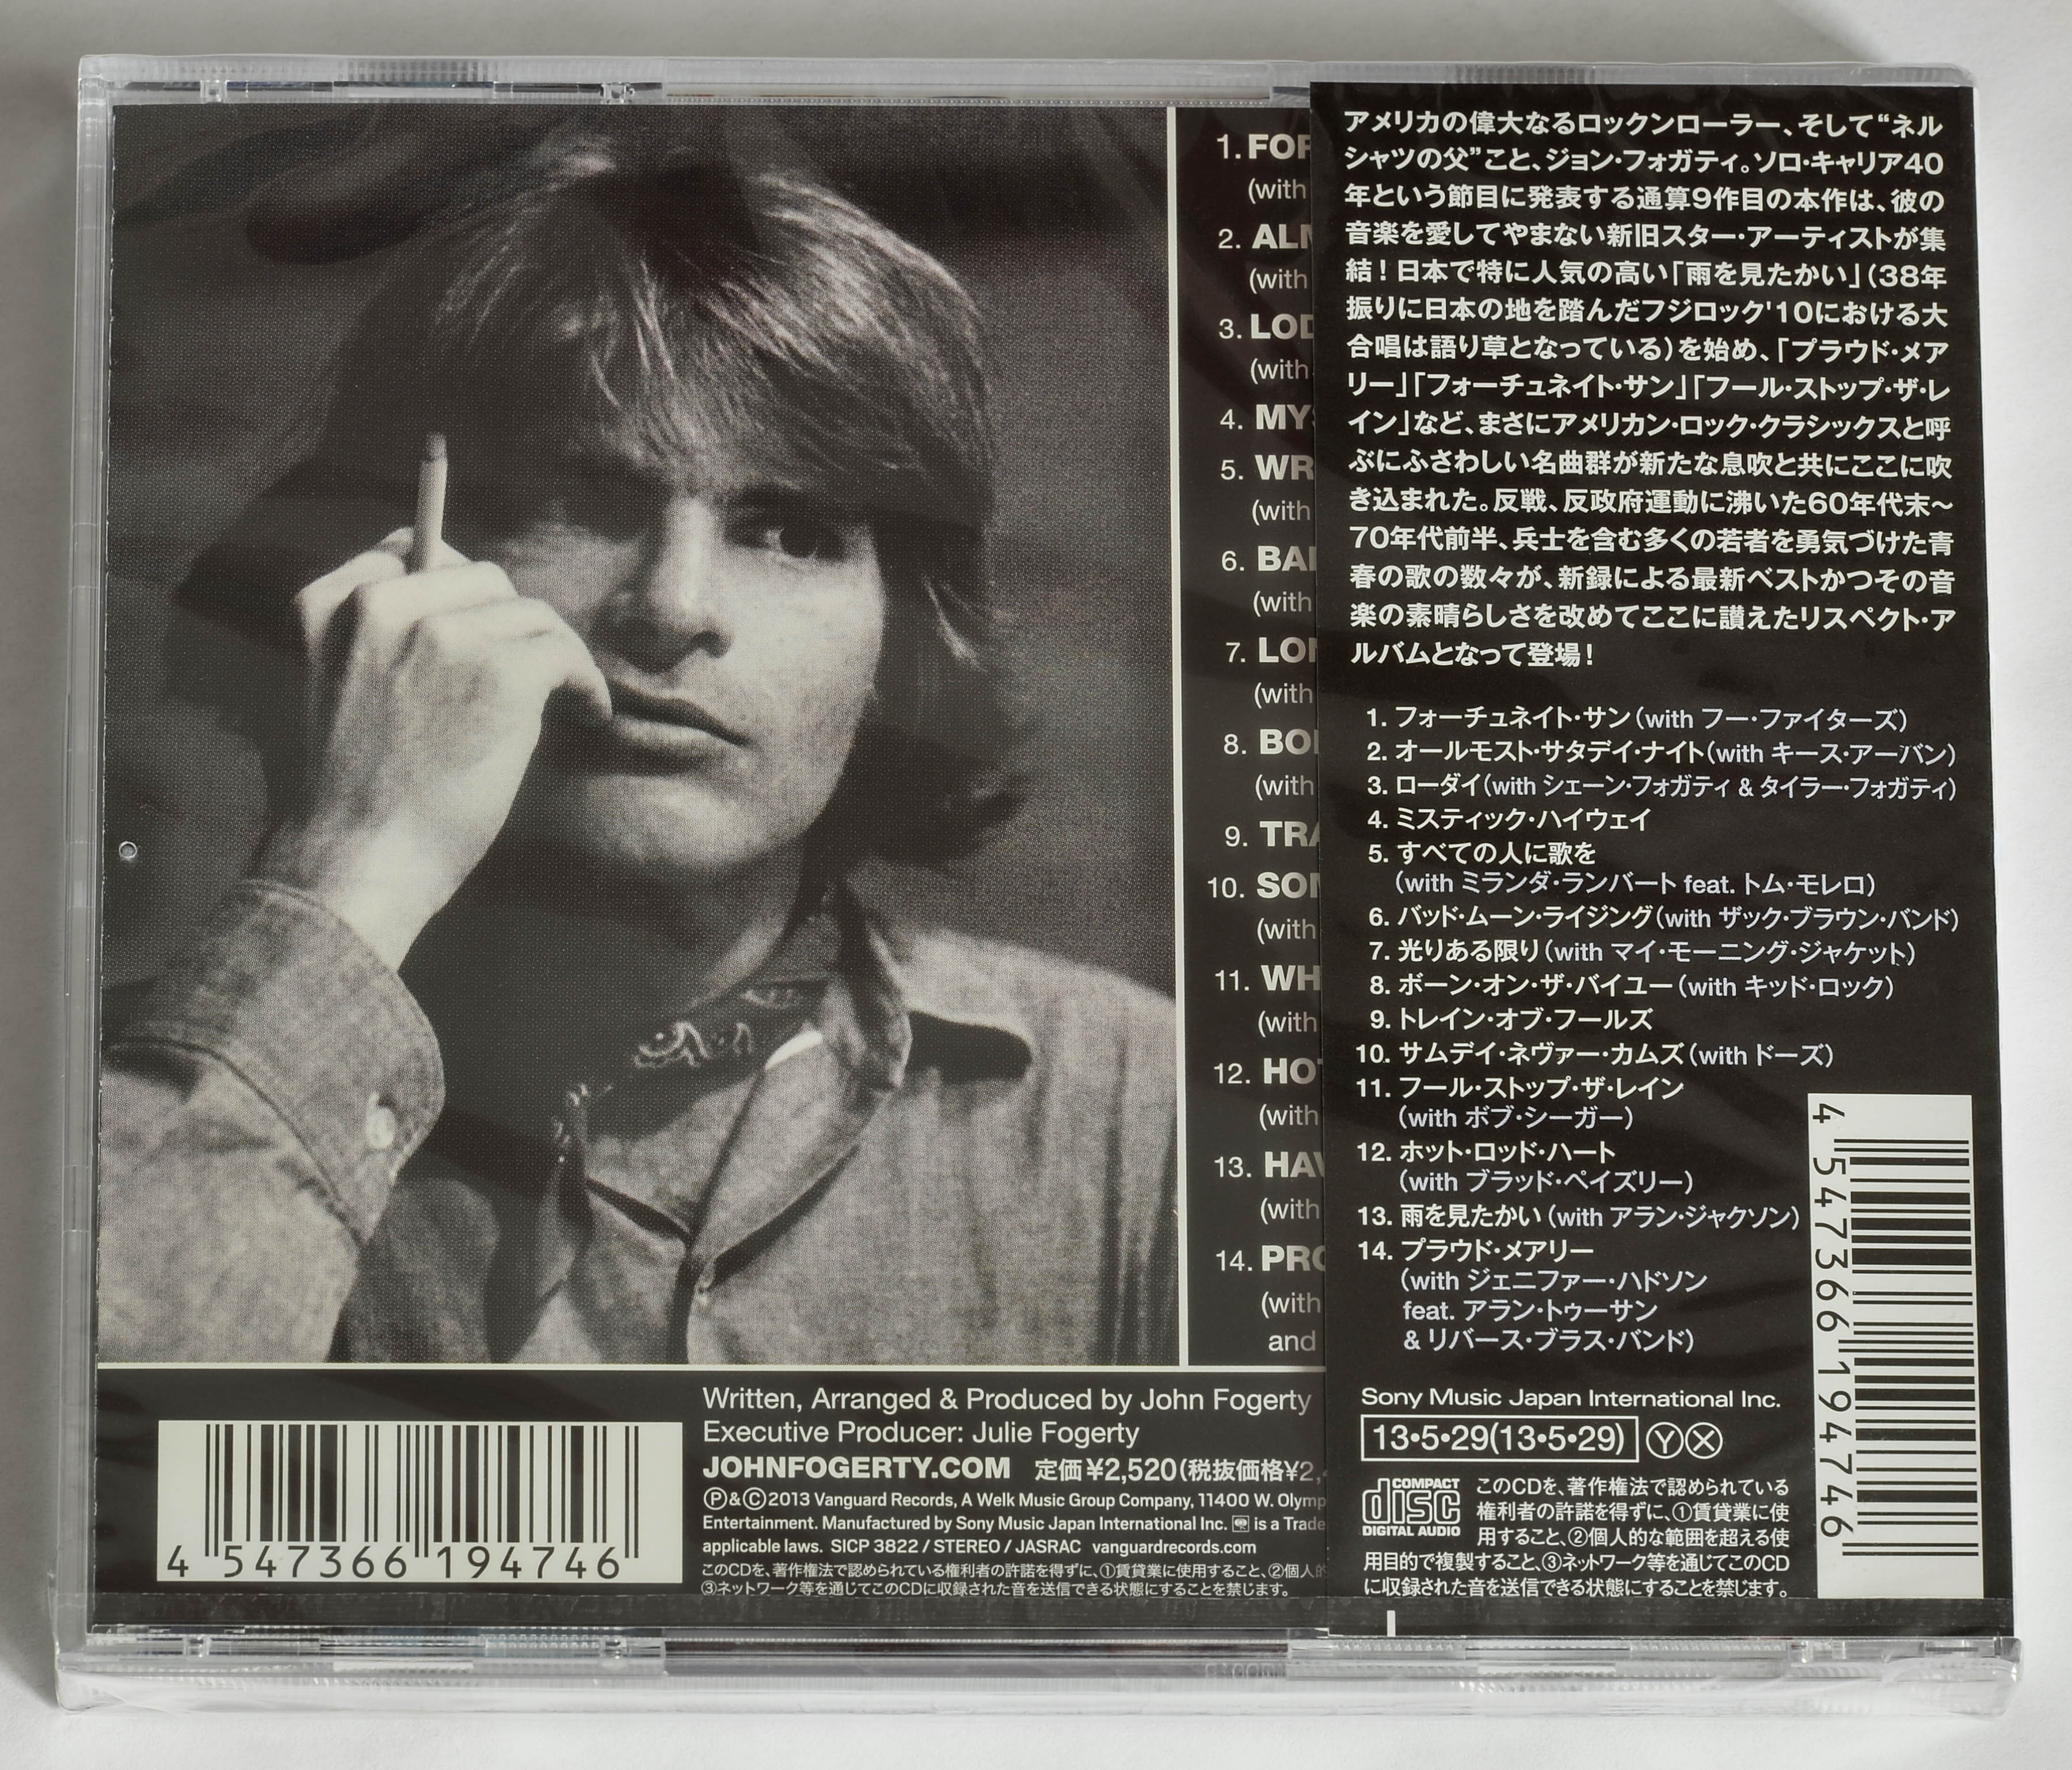 1. FOR
(with
2. ALM
(with
3. LOD
(with
4. MYS
5. WR
(with
6. BAD
(with
7. LON
(with
8. BOR
(with
9. TRA
10. SOM
(with
11. WH
(with
12. HOT
(with
13. HAV
(with
14. PRO
(with
and
アメリカの偉大なるロックンローラー、そして“ネル
シャツの父”こと、ジョン・フォガティ。ソロ・キャリア40
年という節目に発表する通算9作目の本作は、彼の
音楽を愛してやまない新旧スター・アーティストが集
結！日本で特に人気の高い「雨を見たかい」（38年
振りに日本の地を踏んだフジロック'10における大
合唱は語り草となっている）を始め、「プラウド・メア
リー」「フォーチュネイト・サン」「フール・ストップ・ザ・レ
イン」など、まさにアメリカン・ロック・クラシックスと呼
ぶにふさわしい名曲群が新たな息吹と共にここに吹
き込まれた。反戦、反政府運動に沸いた60年代末〜
70年代前半、兵士を含む多くの若者を勇気づけた青
春の歌の数々が、新録による最新ベストかつその音
楽の素晴らしさを改めてここに讃えたリスペクト・ア
ルバムとなって登場！
1. フォーチュネイト・サン（with フー・ファイターズ）
2. オールモスト・サタデイ・ナイト（with キース・アーバン）
3. ローダイ（with シェーン・フォガティ & タイラー・フォガティ）
4. ミスティック・ハイウェイ
5. すべての人に歌を
（with ミランダ・ランバート feat. トム・モレロ）
6. バッド・ムーン・ライジング（with ザック・ブラウン・バンド）
7. 光りある限り（with マイ・モーニング・ジャケット）
8. ボーン・オン・ザ・バイユー（with キッド・ロック）
9. トレイン・オブ・フールズ
10. サムデイ・ネヴァー・カムズ（with ドーズ）
11. フール・ストップ・ザ・レイン
（with ボブ・シーガー）
12. ホット・ロッド・ハート
（with ブラッド・ペイズリー）
13. 雨を見たかい（with アラン・ジャクソン）
14. プラウド・メアリー
（with ジェニファー・ハドソン
feat. アラン・トゥーサン
& リバース・ブラス・バンド）
Sony Music Japan International Inc.
13•5•29(13•5•29) Ⓨ Ⓧ
COMPACT
disc
DIGITAL AUDIO
このCDを、著作権法で認められている
権利者の許諾を得ずに、①賃貸業に使
用すること、②個人的な範囲を超える使
用目的で複製すること、③ネットワーク等を通じてこのCD
に収録された音を送信できる状態にすることを禁じます。
4 547366 194746
4 547366 194746
Written, Arranged & Produced by John Fogerty
Executive Producer: Julie Fogerty
JOHNFOGERTY.COM 定価¥2,520(税抜価格¥2,
Ⓟ&Ⓒ2013 Vanguard Records, A Welk Music Group Company, 11400 W. Olymp
Entertainment. Manufactured by Sony Music Japan International Inc. is a Trade
applicable laws. SICP 3822 / STEREO / JASRAC vanguardrecords.com
このCDを、著作権法で認められている権利者の許諾を得ずに、①賃貸業に使用すること、②個人的
③ネットワーク等を通じてこのCDに収録された音を送信できる状態にすることを禁じます。